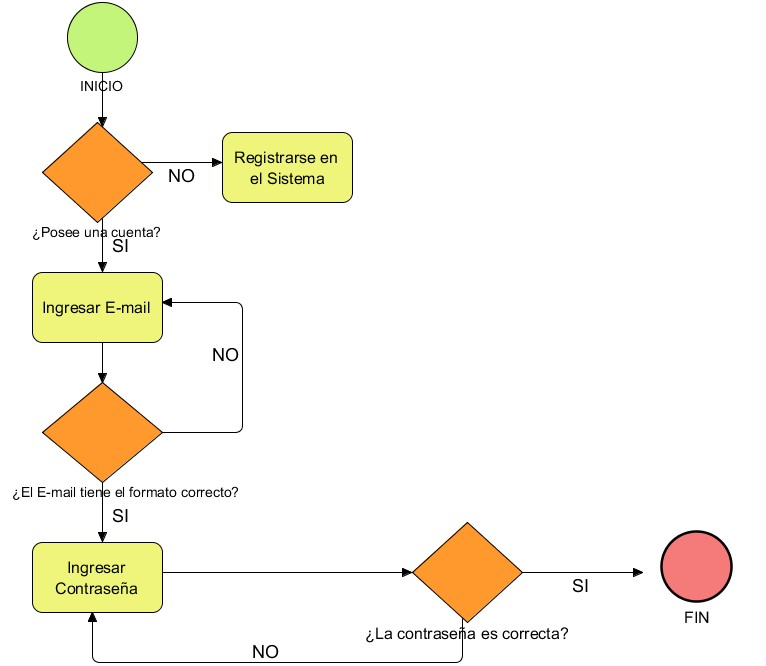 INICIO
Registrarse en
el Sistema
NO
¿Posee una cuenta?
SI
Ingresar E-mail
NO
¿El E-mail tiene el formato correcto?
SI
Ingresar
Contraseña
SI
FIN
¿La contraseña es correcta?
NO